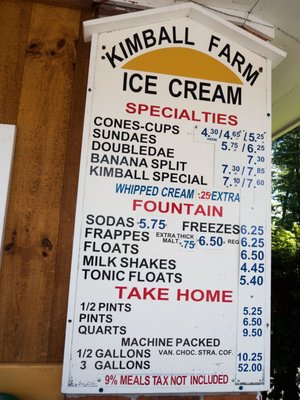 KIMBALL FARM
ICE CREAM
SPECIALTIES
CONES-CUPS 4.30/4.65/5.25
SUNDAES 5.75/6.25
DOUBLEDAE 7.30
BANANA SPLIT 7.30/7.85
KIMBALL SPECIAL 7.10/7.60
WHIPPED CREAM .25 EXTRA
FOUNTAIN
SODAS 5.75 FREEZES 6.25
FRAPPES EXTRA THICK MALT .75 6.50 REG 6.25
FLOATS 6.50
MILK SHAKES 4.45
TONIC FLOATS 5.40
TAKE HOME
1/2 PINTS 5.25
PINTS 6.50
QUARTS 9.50
MACHINE PACKED
1/2 GALLONS VAN. CHOC. STRA. COF. 10.25
3 GALLONS 52.00
9% MEALS TAX NOT INCLUDED